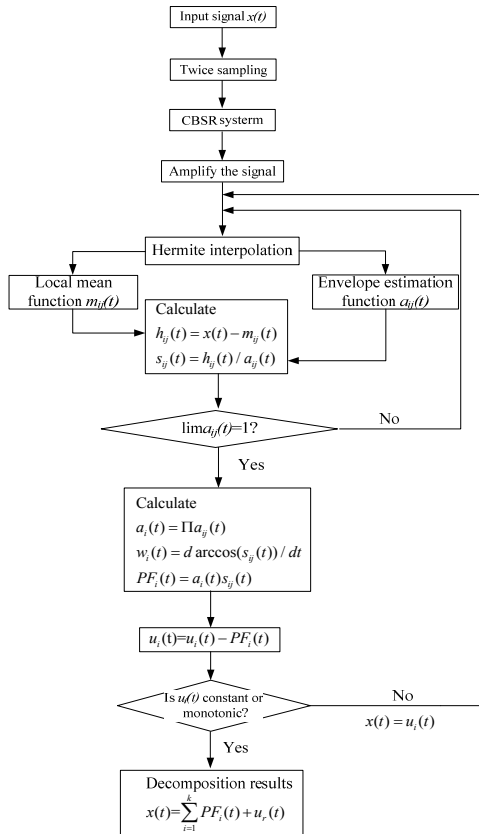 Input signal x(t)
Twice sampling
CBSR systerm
Amplify the signal
Hermite interpolation
Local mean
function m_ij(t)
Envelope estimation
function a_ij(t)
Calculate
h_ij(t) = x(t) − m_ij(t)
s_ij(t) = h_ij(t) / a_ij(t)
lim a_ij(t)=1?
No
Yes
Calculate
a_i(t) = Πa_ij(t)
w_i(t) = d arccos(s_ij(t)) / dt
PF_i(t) = a_i(t)s_ij(t)
u_i(t)=u_i(t) − PF_i(t)
Is u_i(t) constant or
monotonic?
No
x(t) = u_i(t)
Yes
Decomposition results
x(t)=∑_{i=1}^{k} PF_i(t) + u_r(t)